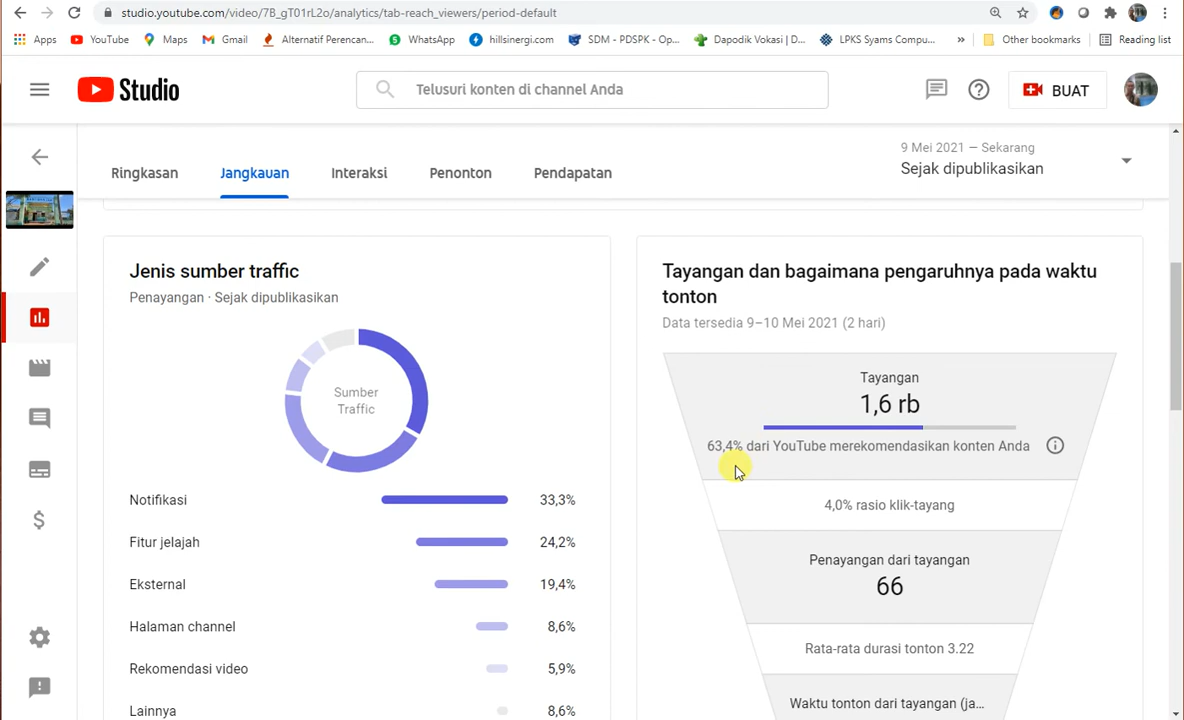 studio.youtube.com/video/7B_gT01rL2o/analytics/tab-reach_viewers/period-default
Apps YouTube Maps Gmail Alternatif Perencan... WhatsApp hillsinergi.com SDM - PDSPK - Op... Dapodik Vokasi | D... LPKS Syams Compu... » Other bookmarks Reading list
Studio
Telusuri konten di channel Anda
BUAT
9 Mei 2021 – Sekarang
Sejak dipublikasikan
Ringkasan Jangkauan Interaksi Penonton Pendapatan
Jenis sumber traffic
Penayangan · Sejak dipublikasikan
Sumber
Traffic
Notifikasi 33,3%
Fitur jelajah 24,2%
Eksternal 19,4%
Halaman channel 8,6%
Rekomendasi video 5,9%
Lainnya 8,6%
Tayangan dan bagaimana pengaruhnya pada waktu
tonton
Data tersedia 9–10 Mei 2021 (2 hari)
Tayangan
1,6 rb
63,4% dari YouTube merekomendasikan konten Anda
4,0% rasio klik-tayang
Penayangan dari tayangan
66
Rata-rata durasi tonton 3.22
Waktu tonton dari tayangan (ja...